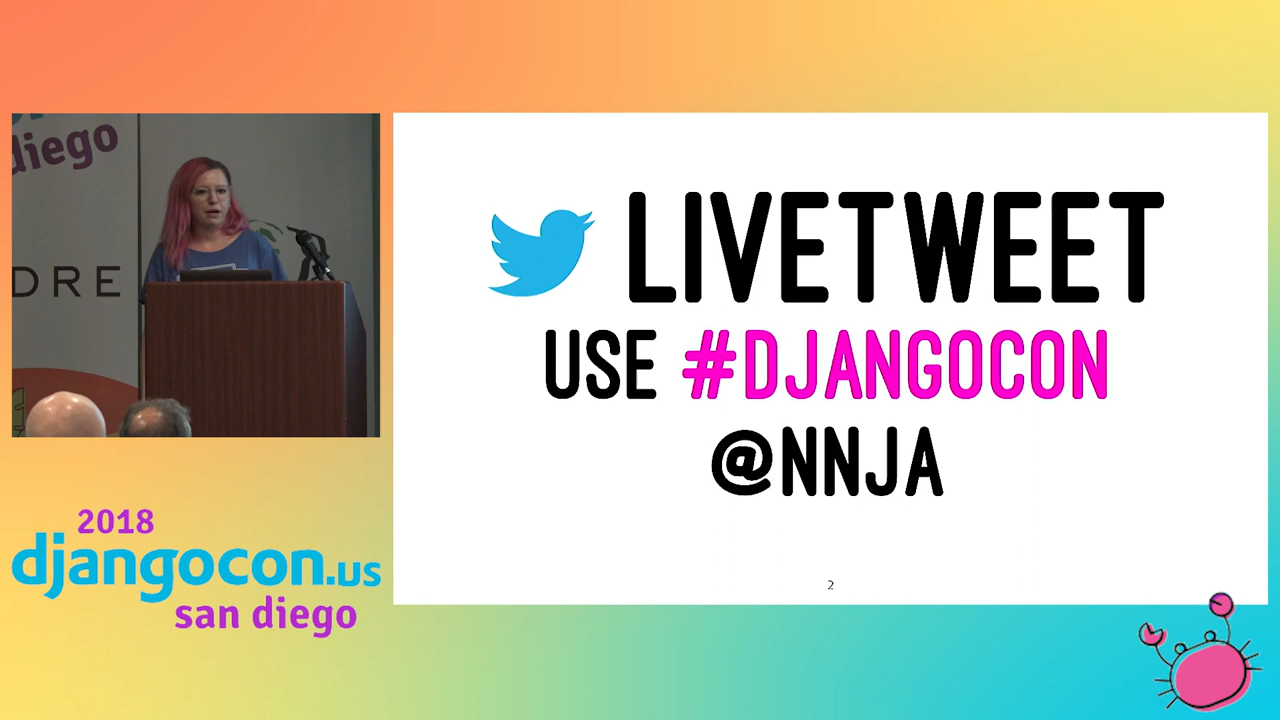 diego
DRE
LIVETWEET
USE #DJANGOCON
@NNJA
2
2018
djangocon.us
san diego